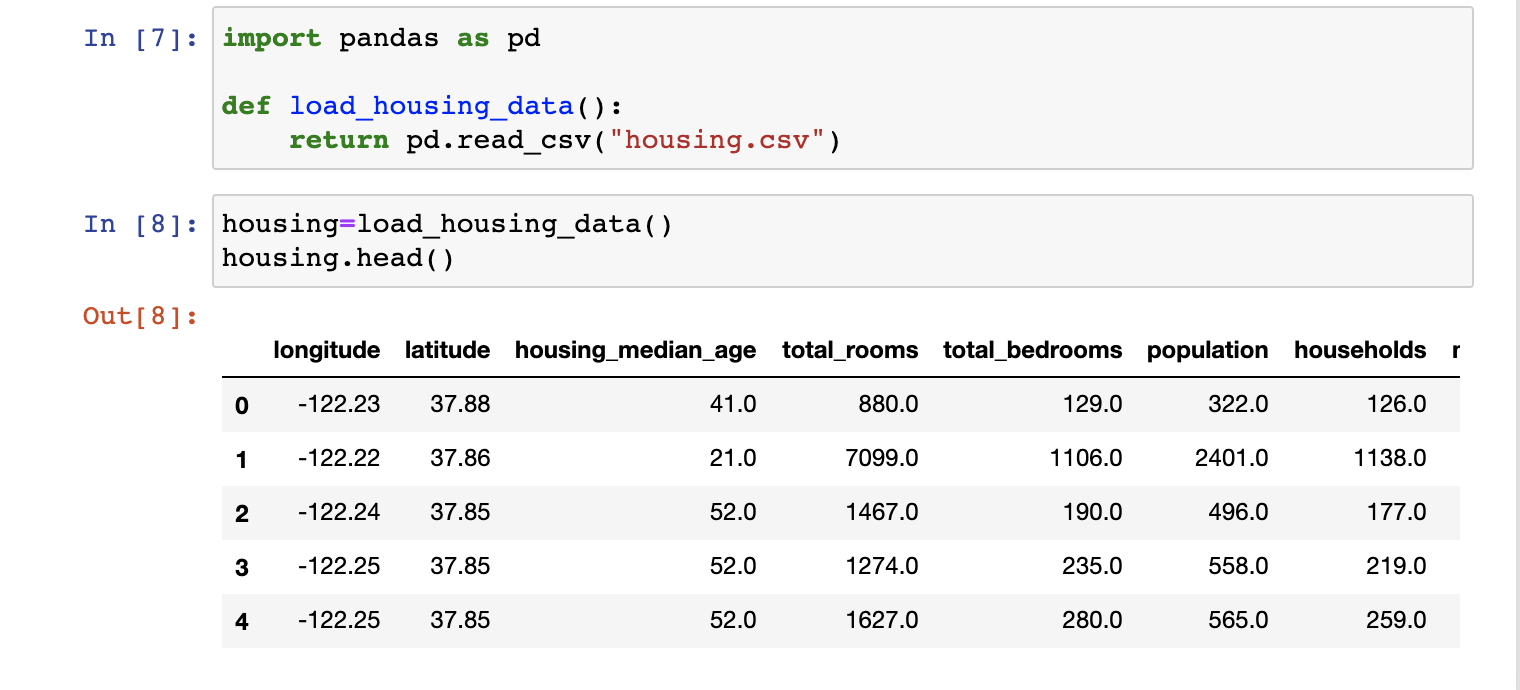 In [7]: import pandas as pd
def load_housing_data():
    return pd.read_csv("housing.csv")
In [8]: housing=load_housing_data()
housing.head()
Out[8]:
longitude latitude housing_median_age total_rooms total_bedrooms population households
0 -122.23 37.88 41.0 880.0 129.0 322.0 126.0
1 -122.22 37.86 21.0 7099.0 1106.0 2401.0 1138.0
2 -122.24 37.85 52.0 1467.0 190.0 496.0 177.0
3 -122.25 37.85 52.0 1274.0 235.0 558.0 219.0
4 -122.25 37.85 52.0 1627.0 280.0 565.0 259.0